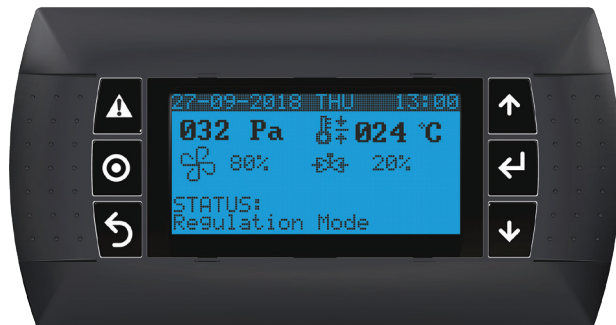 27-09-2018 THU 13:00
032 Pa 024 °C
80% 20%
STATUS:
Regulation Mode